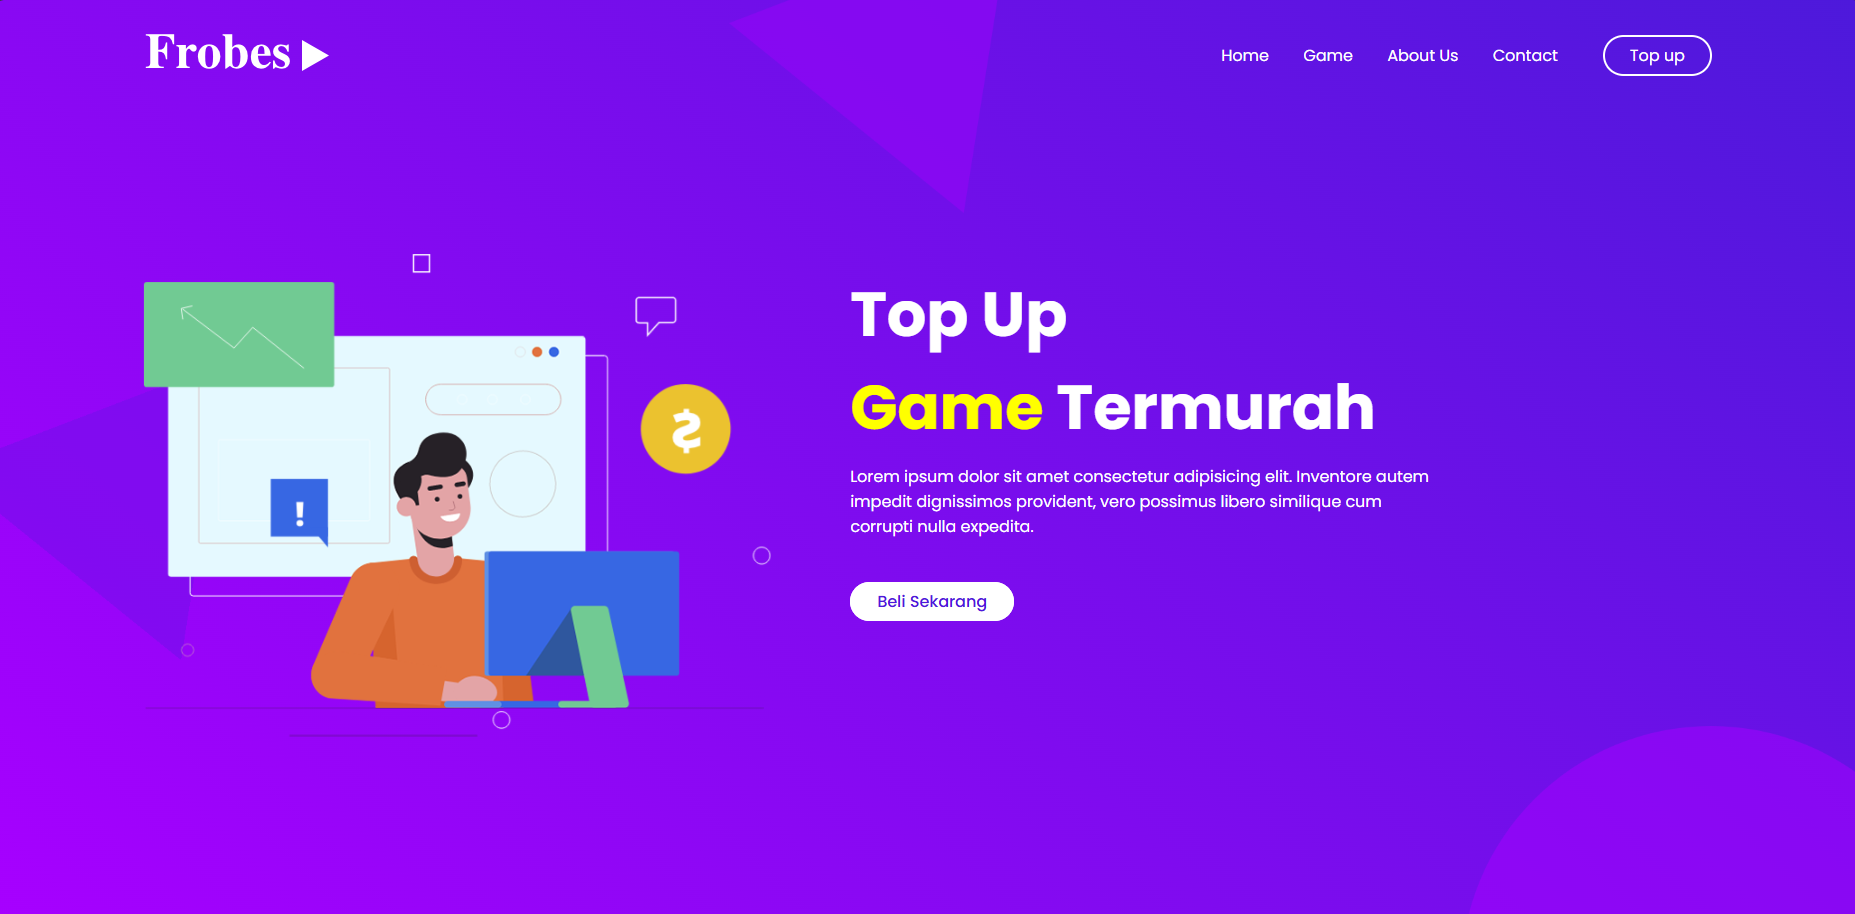 Frobes
Home Game About Us Contact Top up
Top Up
Game Termurah
Lorem ipsum dolor sit amet consectetur adipisicing elit. Inventore autem
impedit dignissimos provident, vero possimus libero similique cum
corrupti nulla expedita.
!
$
Beli Sekarang